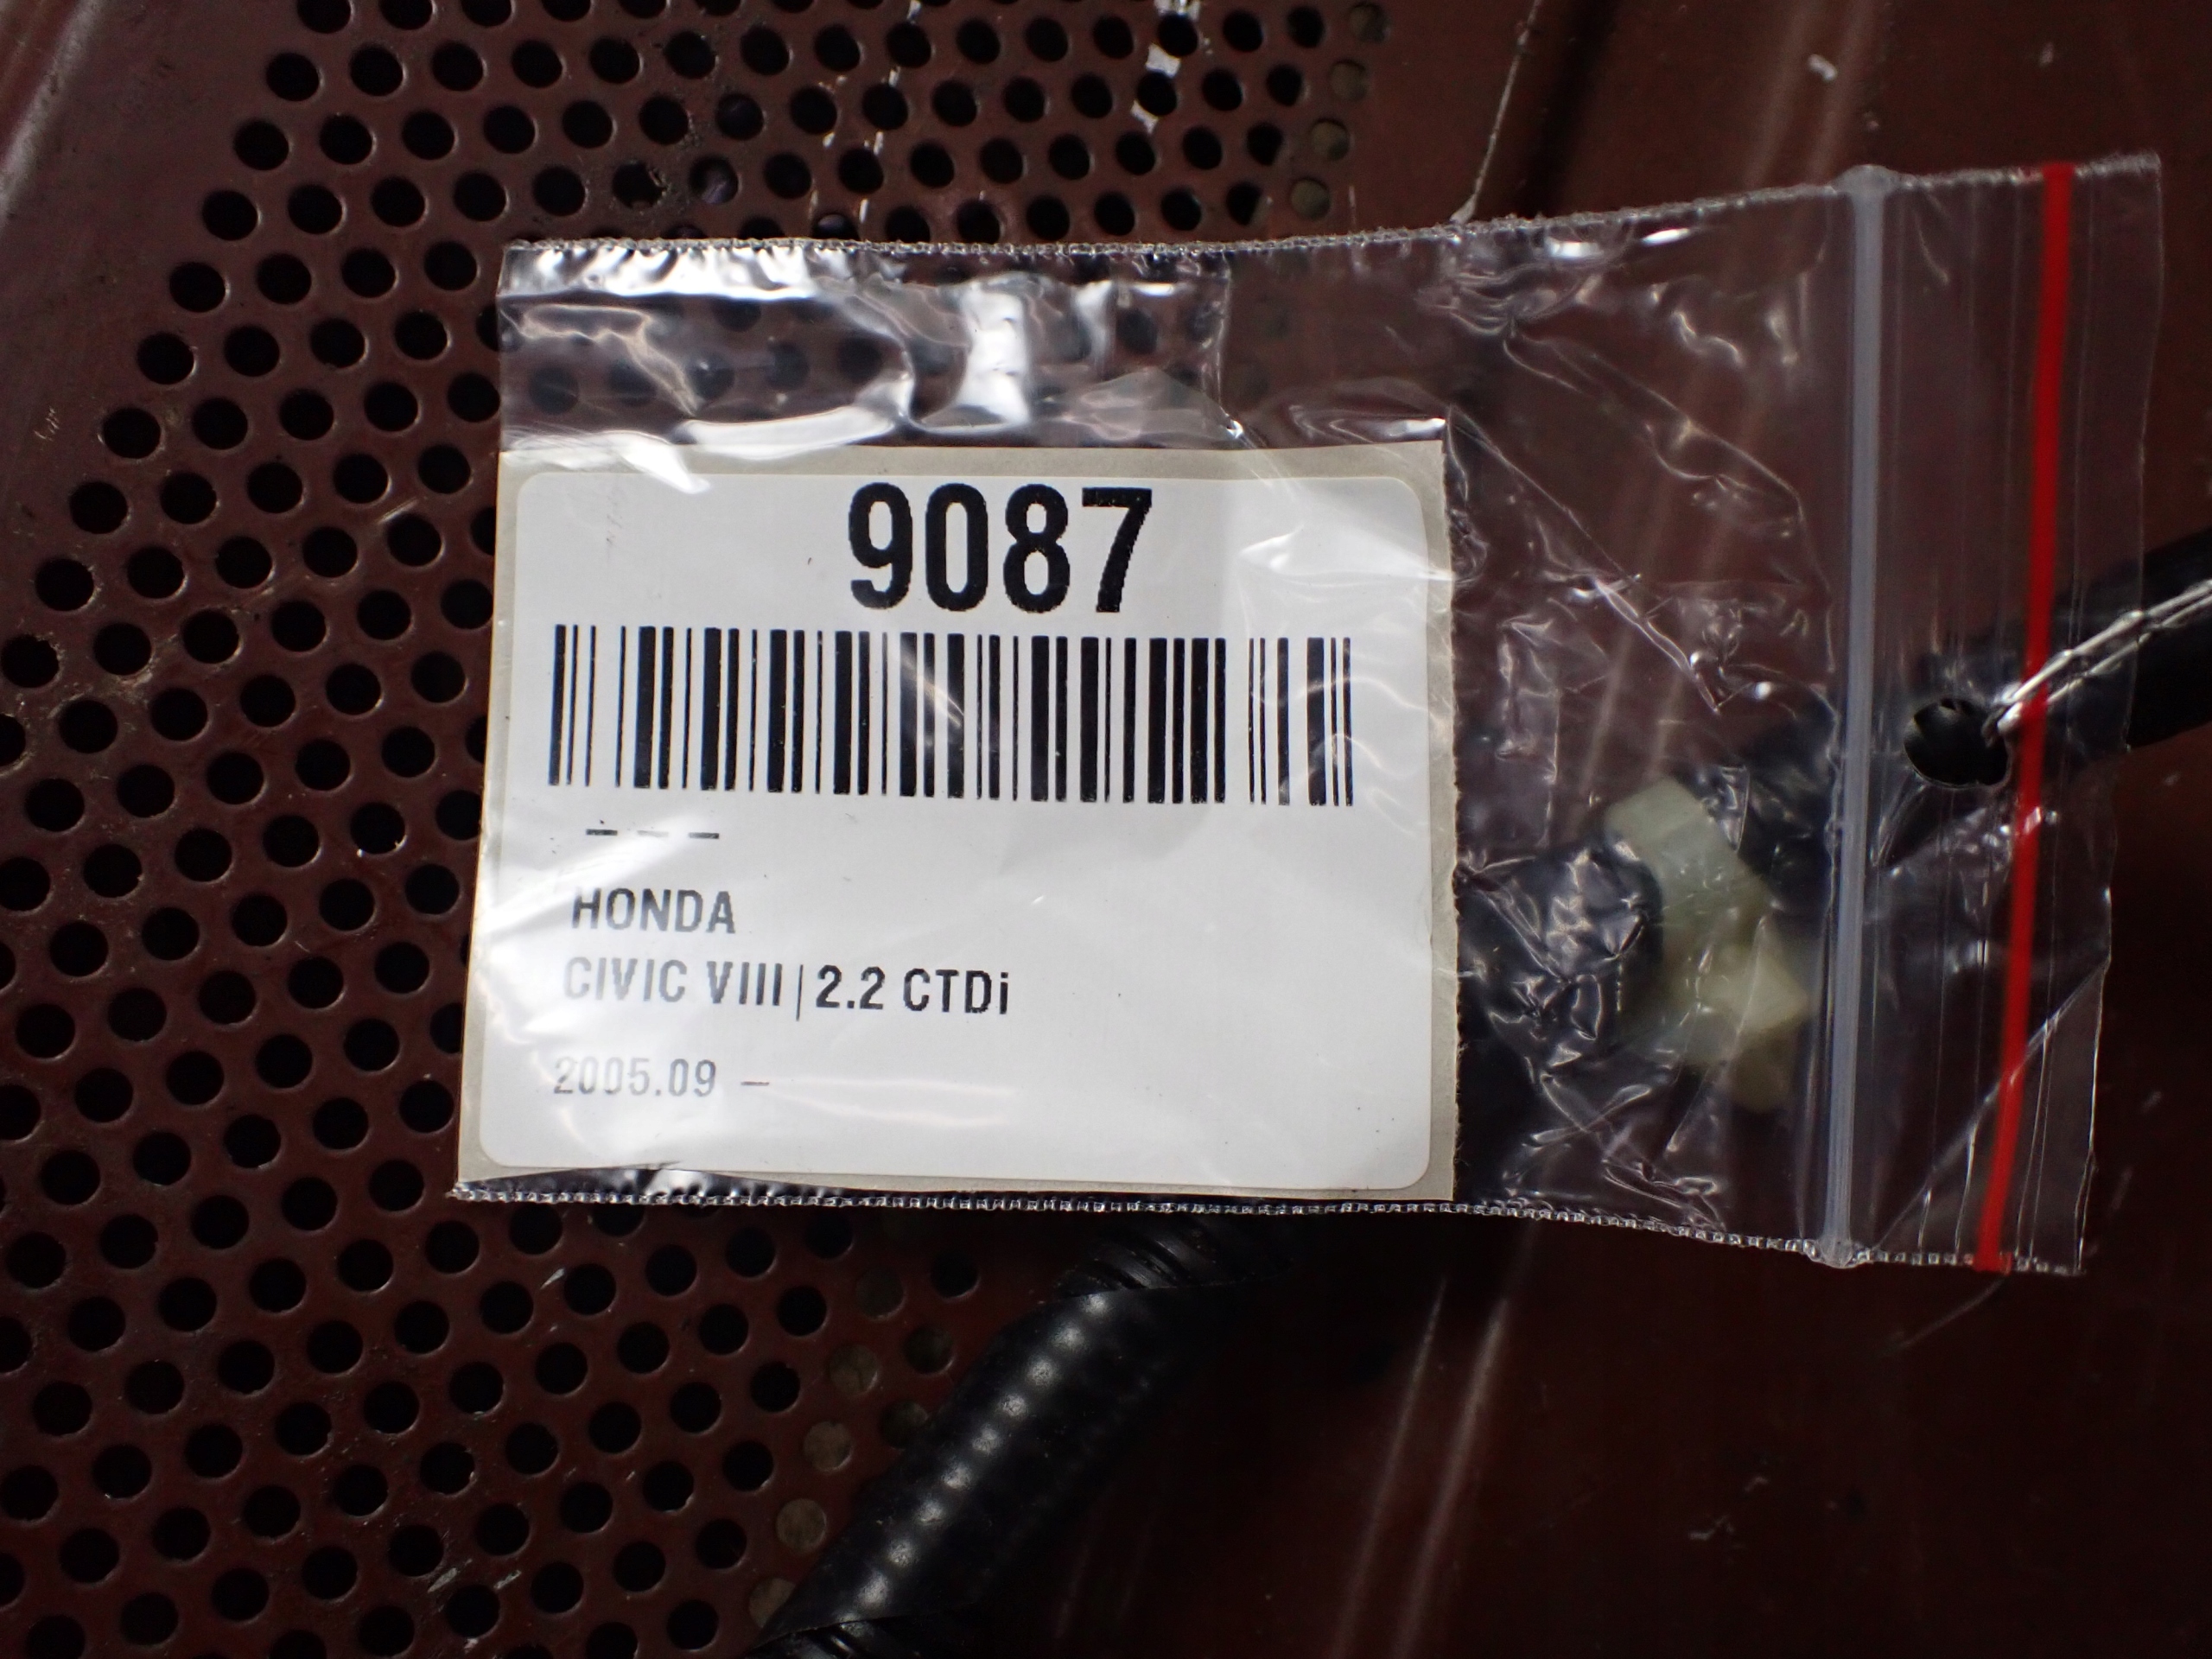 9087
- - -
HONDA
CIVIC VIII | 2.2 CTDi
2005.09 -